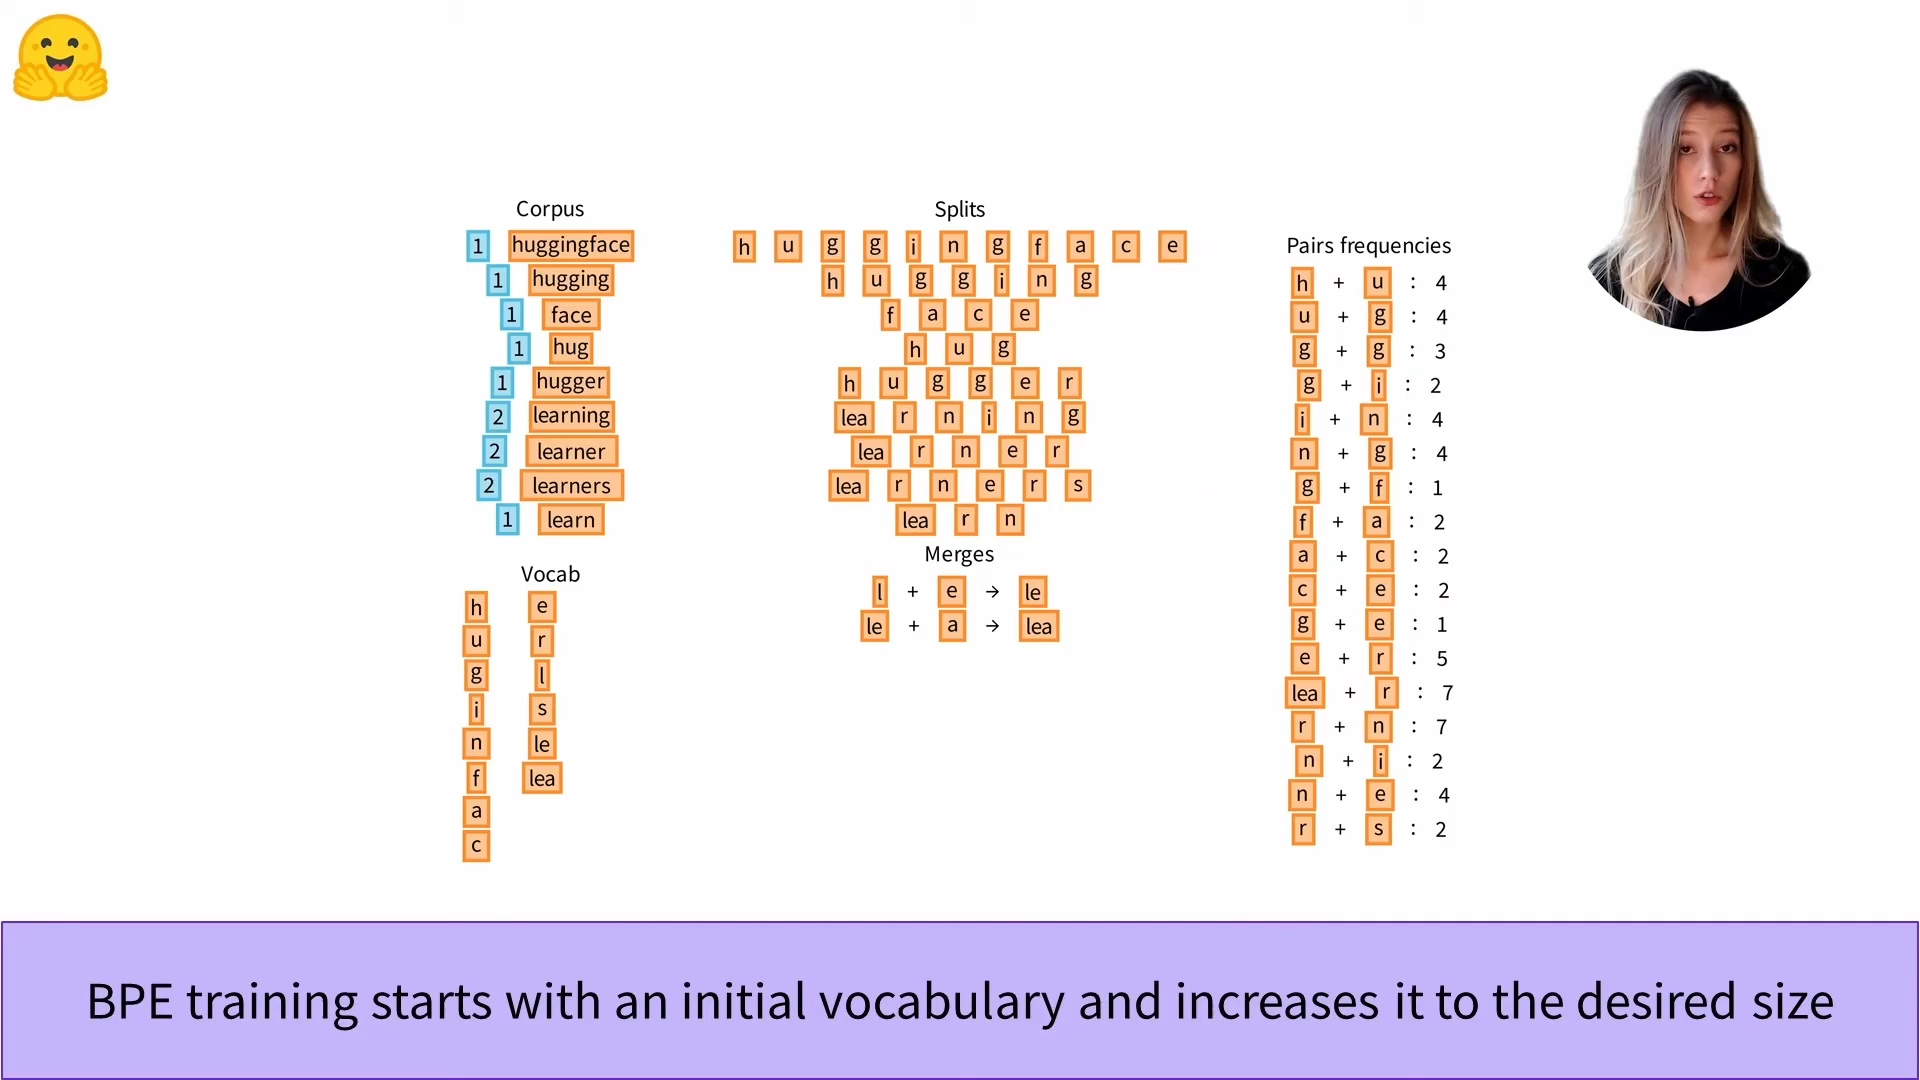 Corpus
1 huggingface
1 hugging
1 face
1 hug
1 hugger
2 learning
2 learner
2 learners
1 learn
Vocab
h e
u r
g l
i s
n le
f lea
a
c
Splits
h u g g i n g f a c e
h u g g i n g
f a c e
h u g
h u g g e r
lea r n i n g
lea r n e r
lea r n e r s
lea r n
Merges
l + e → le
le + a → lea
Pairs frequencies
h + u : 4
u + g : 4
g + g : 3
g + i : 2
i + n : 4
n + g : 4
g + f : 1
f + a : 2
a + c : 2
c + e : 2
g + e : 1
e + r : 5
lea + r : 7
r + n : 7
n + i : 2
n + e : 4
r + s : 2
BPE training starts with an initial vocabulary and increases it to the desired size